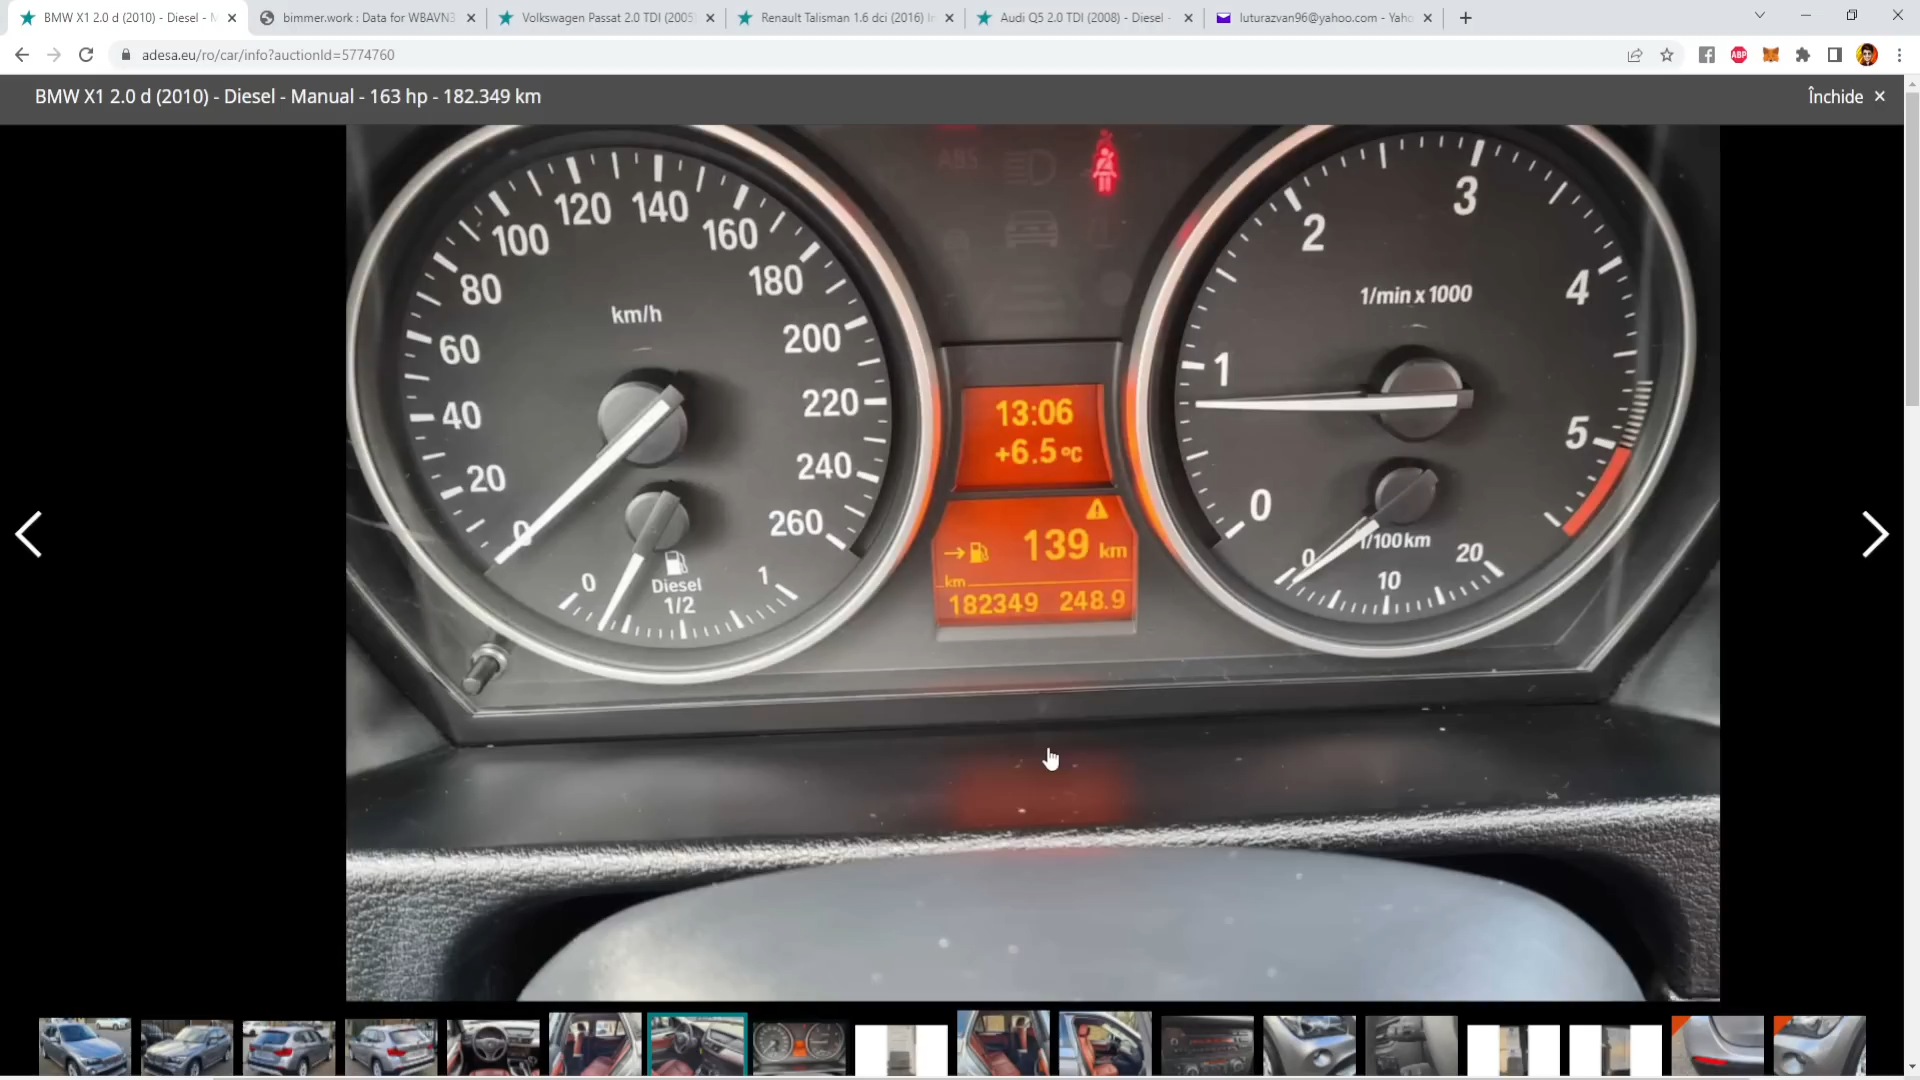 BMW X1 2.0 d (2010) - Diesel - M
bimmer.work : Data for WBAVN3
Volkswagen Passat 2.0 TDI (2005)
Renault Talisman 1.6 dci (2016) I
Audi Q5 2.0 TDI (2008) - Diesel -
luturazvan96@yahoo.com - Yaho
adesa.eu/ro/car/info?auctionId=5774760
ABP
BMW X1 2.0 d (2010) - Diesel - Manual - 163 hp - 182.349 km
Închide
0
20
40
60
80
100
120
140
160
180
200
220
240
260
km/h
0
Diesel
1/2
1
ABS
13:06
+6.5°C
139 km
km
182349 248.9
0
1
2
3
4
5
1/min x 1000
0
l/100km
10
20